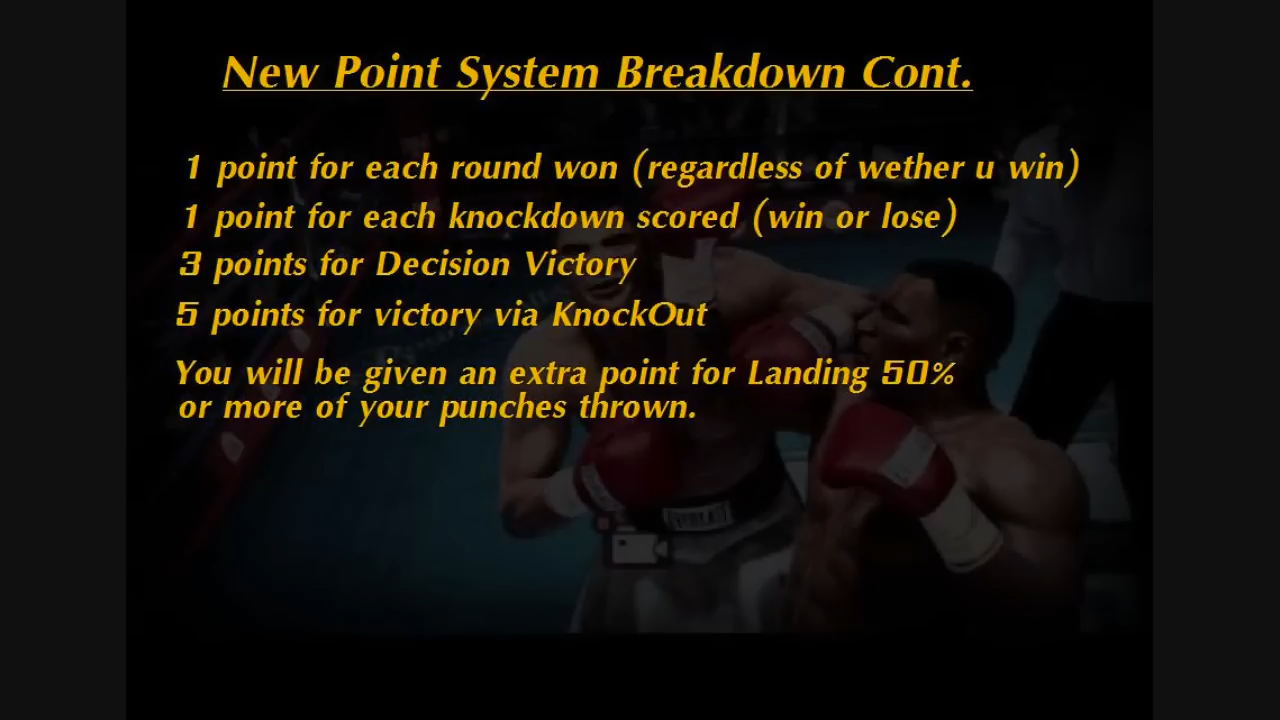 New Point System Breakdown Cont.
1 point for each round won (regardless of wether u win)
1 point for each knockdown scored (win or lose)
3 points for Decision Victory
5 points for victory via KnockOut
You will be given an extra point for Landing 50%
or more of your punches thrown.